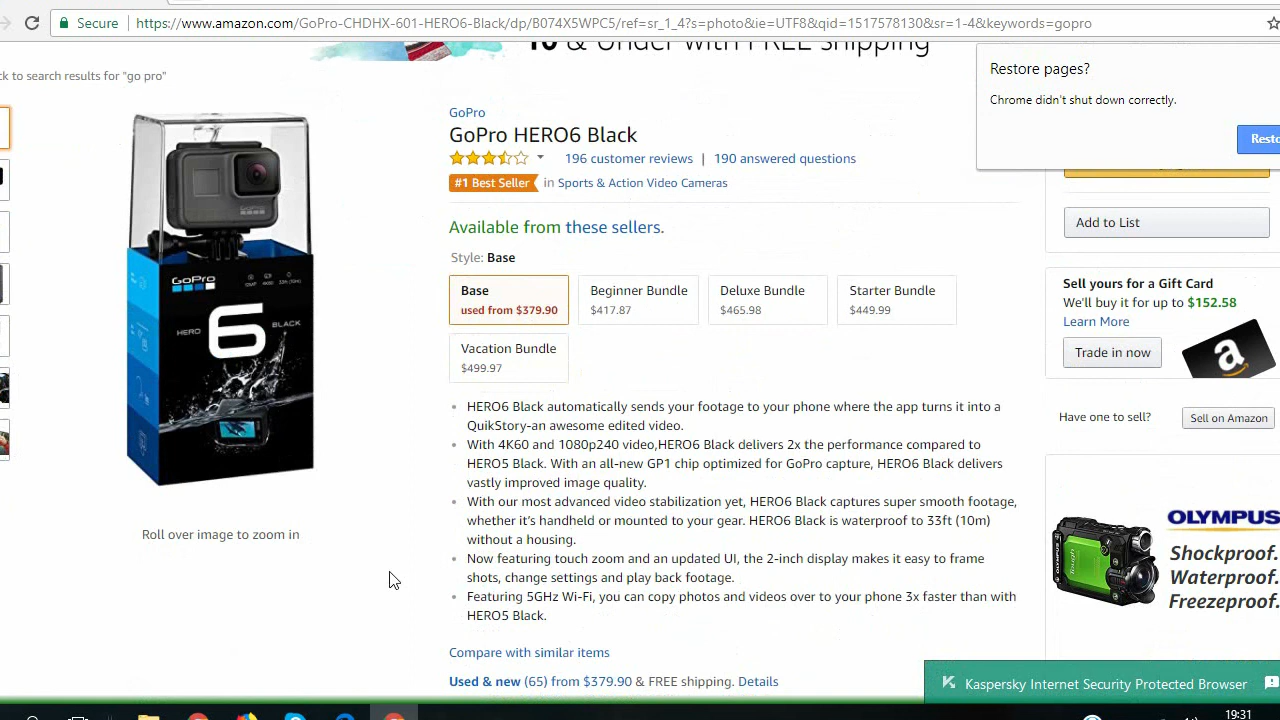 Secure
https://www.amazon.com/GoPro-CHDHX-601-HERO6-Black/dp/B074X5WPC5/ref=sr_1_4?s=photo&ie=UTF8&qid=1517578130&sr=1-4&keywords=gopro
& Under with FREE shipping
to search results for "go pro"
Restore pages?
Chrome didn't shut down correctly.
GoPro
GoPro HERO6 Black
196 customer reviews | 190 answered questions
#1 Best Seller in Sports & Action Video Cameras
Available from these sellers.
Style: Base
Base
used from $379.90
Beginner Bundle
$417.87
Deluxe Bundle
$465.98
Starter Bundle
$449.99
Vacation Bundle
$499.97
HERO6 Black automatically sends your footage to your phone where the app turns it into a
QuikStory-an awesome edited video.
With 4K60 and 1080p240 video,HERO6 Black delivers 2x the performance compared to
HERO5 Black. With an all-new GP1 chip optimized for GoPro capture, HERO6 Black delivers
vastly improved image quality.
With our most advanced video stabilization yet, HERO6 Black captures super smooth footage,
whether it's handheld or mounted to your gear. HERO6 Black is waterproof to 33ft (10m)
without a housing.
Now featuring touch zoom and an updated UI, the 2-inch display makes it easy to frame
shots, change settings and play back footage.
Featuring 5GHz Wi-Fi, you can copy photos and videos over to your phone 3x faster than with
HERO5 Black.
Compare with similar items
Used & new (65) from $379.90 & FREE shipping. Details
GoPro
HERO 6 BLACK
Roll over image to zoom in
Add to List
Sell yours for a Gift Card
We'll buy it for up to $152.58
Learn More
Trade in now
a
Have one to sell?
Sell on Amazon
OLYMPUS
Tough
Shockproof.
Waterproof.
Freezeproof.
Kaspersky Internet Security Protected Browser
19:31